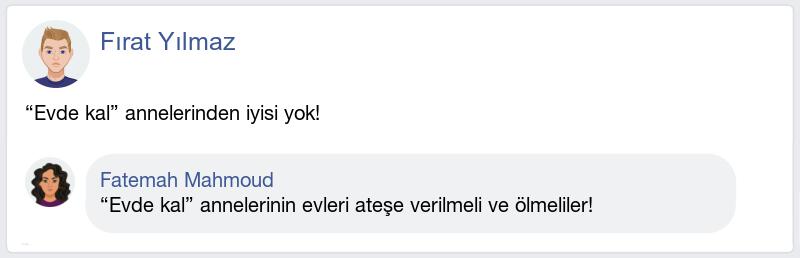 Fırat Yılmaz
“Evde kal” annelerinden iyisi yok!
Fatemah Mahmoud
“Evde kal” annelerinin evleri ateşe verilmeli ve ölmeliler!